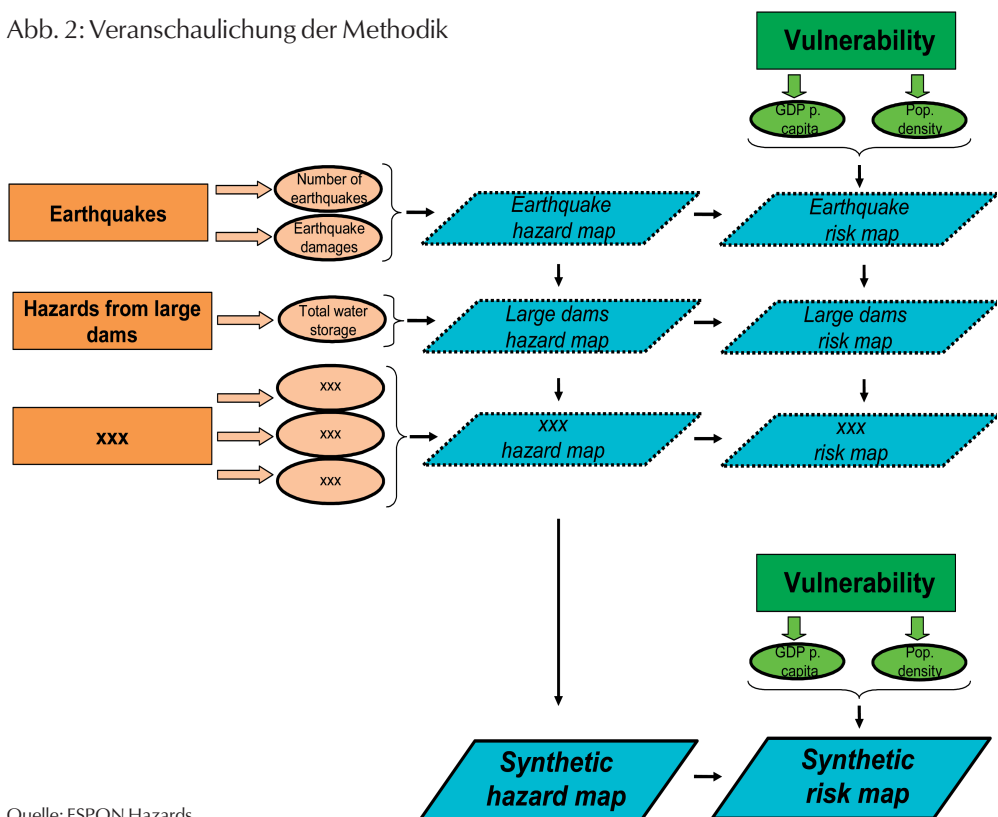 Abb. 2: Veranschaulichung der Methodik
Vulnerability
GDP p.
capita
Pop.
density
Earthquakes
Number of
earthquakes
Earthquake
damages
Earthquake
hazard map
Earthquake
risk map
Hazards from large
dams
Total water
storage
Large dams
hazard map
Large dams
risk map
xxx
xxx
xxx
xxx
xxx
hazard map
xxx
risk map
Vulnerability
GDP p.
capita
Pop.
density
Synthetic
hazard map
Synthetic
risk map
Quelle: ESPON Hazards